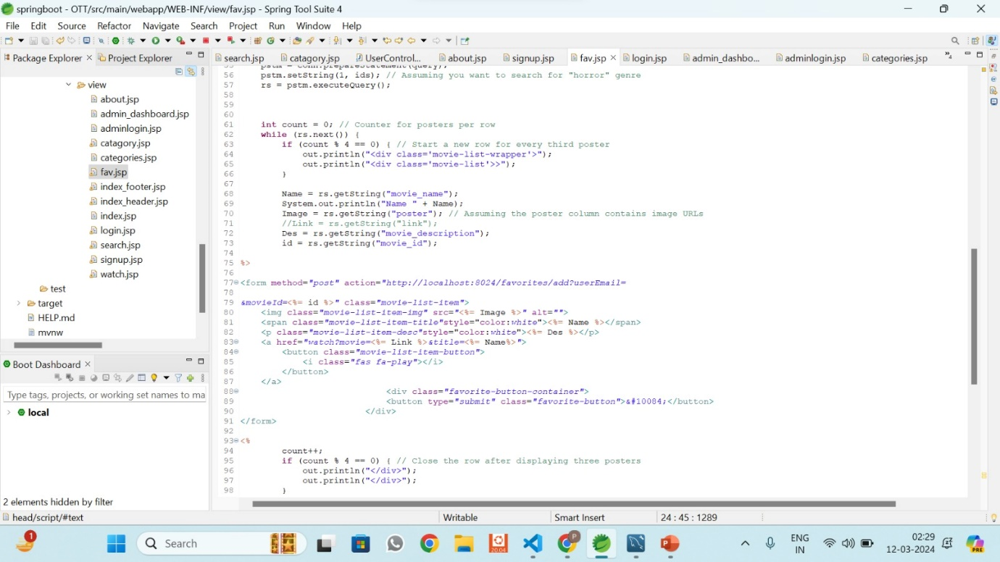 springboot - OTT/src/main/webapp/WEB-INF/view/fav.jsp - Spring Tool Suite 4
File Edit Source Refactor Navigate Search Project Run Window Help
Package Explorer Project Explorer
search.jsp catagory.jsp UserControl... about.jsp signup.jsp fav.jsp login.jsp admin_dashbo... adminlogin.jsp categories.jsp »4
view
about.jsp
admin_dashboard.jsp
adminlogin.jsp
catagory.jsp
categories.jsp
fav.jsp
index_footer.jsp
index_header.jsp
index.jsp
login.jsp
search.jsp
signup.jsp
watch.jsp
test
target
HELP.md
mvnw
Boot Dashboard
Type tags, projects, or working set names to ma
local
2 elements hidden by filter
55 pstm = conn.prepareStatement(query);
56 pstm.setString(1, ids); // Assuming you want to search for "horror" genre
57 rs = pstm.executeQuery();
58
59
60
61 int count = 0; // Counter for posters per row
62 while (rs.next()) {
63 if (count % 4 == 0) { // Start a new row for every third poster
64 out.println("<div class='movie-list-wrapper'>");
65 out.println("<div class='movie-list'>>");
66 }
67
68 Name = rs.getString("movie_name");
69 System.out.println("Name " + Name);
70 Image = rs.getString("poster"); // Assuming the poster column contains image URLs
71 //Link = rs.getString("link");
72 Des = rs.getString("movie_description");
73 id = rs.getString("movie_id");
74
75 %>
76
77 <form method="post" action="http://localhost:8024/favorites/add?userEmail=
78
79 &movieId=<%= id %>" class="movie-list-item">
80 <img class="movie-list-item-img" src="<%= Image %>" alt="">
81 <span class="movie-list-item-title"style="color:white"><%= Name %></span>
82 <p class="movie-list-item-desc"style="color:white"><%= Des %></p>
83 <a href="watch?movie=<%= Link %>&title=<%= Name%>">
84 <button class="movie-list-item-button">
85 <i class="fas fa-play"></i>
86 </button>
87 </a>
88 <div class="favorite-button-container">
89 <button type="submit" class="favorite-button">&#10084;</button>
90 </div>
91 </form>
92
93 <%
94 count++;
95 if (count % 4 == 0) { // Close the row after displaying three posters
96 out.println("</div>");
97 out.println("</div>");
98 }
head/script/#text Writable Smart Insert 24 : 45 : 1289
1 Search 20.04 P ENG IN 02:29 12-03-2024 PRE